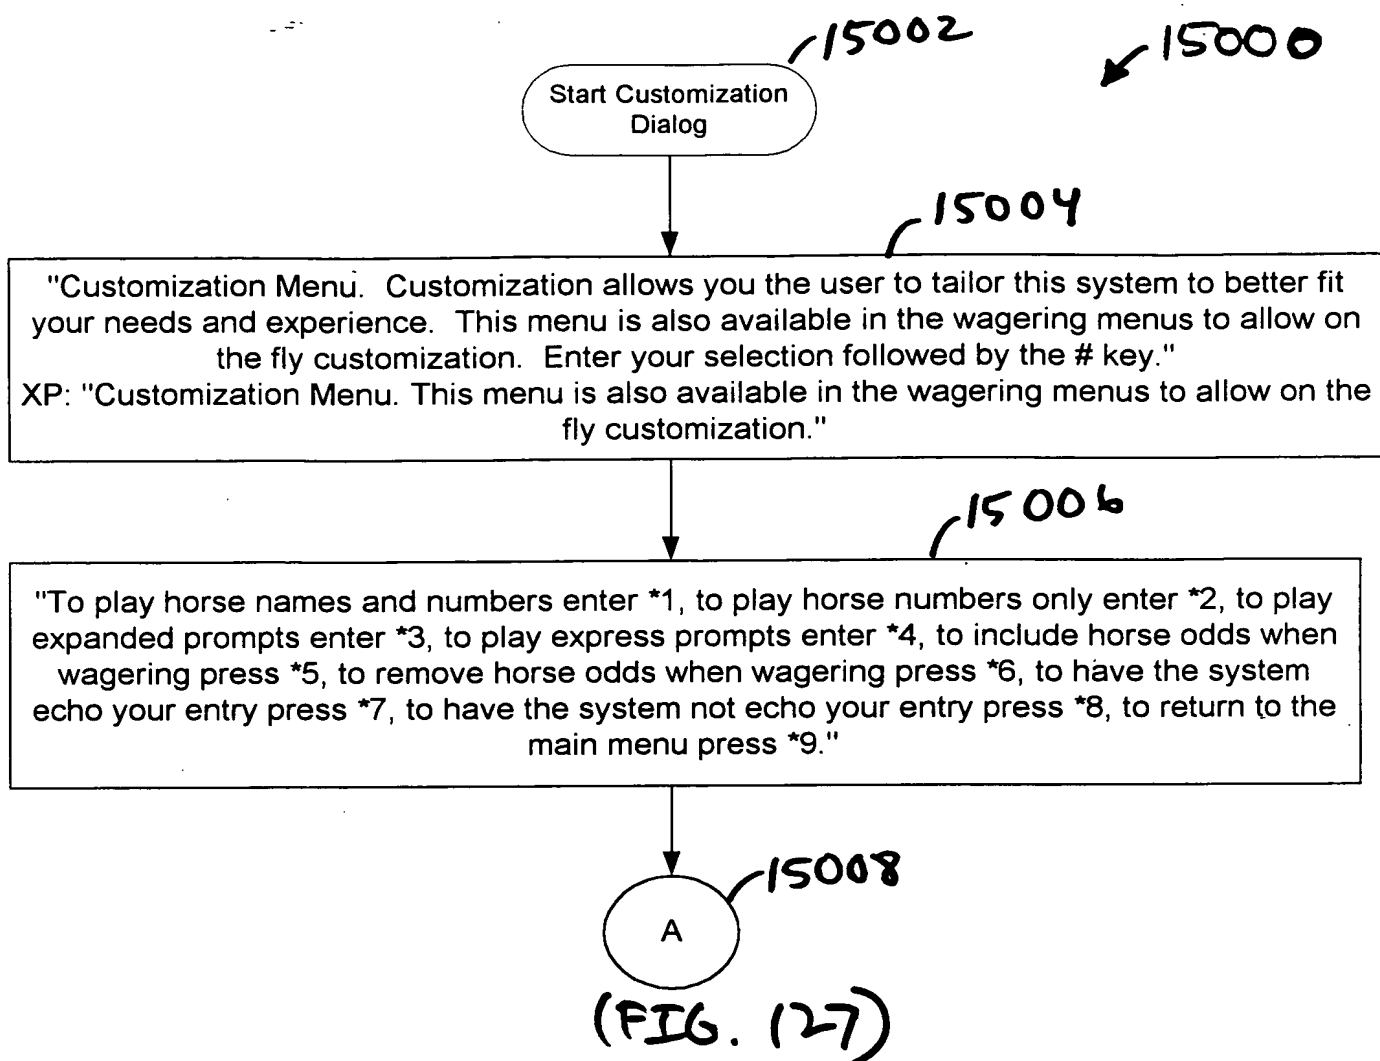 15002
15000
Start Customization
Dialog
15004
"Customization Menu.  Customization allows you the user to tailor this system to better fit
your needs and experience.  This menu is also available in the wagering menus to allow on
the fly customization.  Enter your selection followed by the # key."
XP: "Customization Menu. This menu is also available in the wagering menus to allow on the
fly customization."
15006
"To play horse names and numbers enter *1, to play horse numbers only enter *2, to play
expanded prompts enter *3, to play express prompts enter *4, to include horse odds when
wagering press *5, to remove horse odds when wagering press *6, to have the system
echo your entry press *7, to have the system not echo your entry press *8, to return to the
main menu press *9."
15008
A
(FIG. 127)